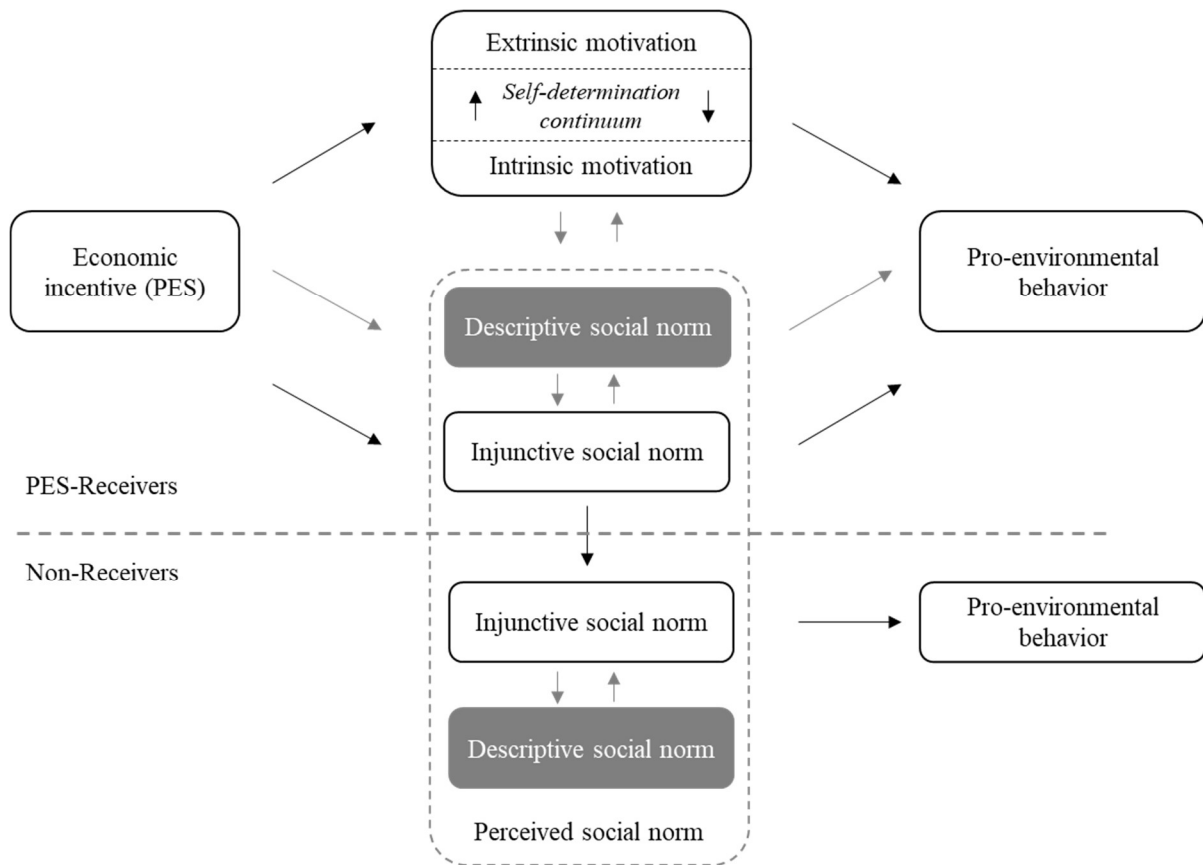 Extrinsic motivation
Self-determination
continuum
Intrinsic motivation
Economic
incentive (PES)
Pro-environmental
behavior
Descriptive social norm
Injunctive social norm
PES-Receivers
Non-Receivers
Injunctive social norm
Pro-environmental
behavior
Descriptive social norm
Perceived social norm